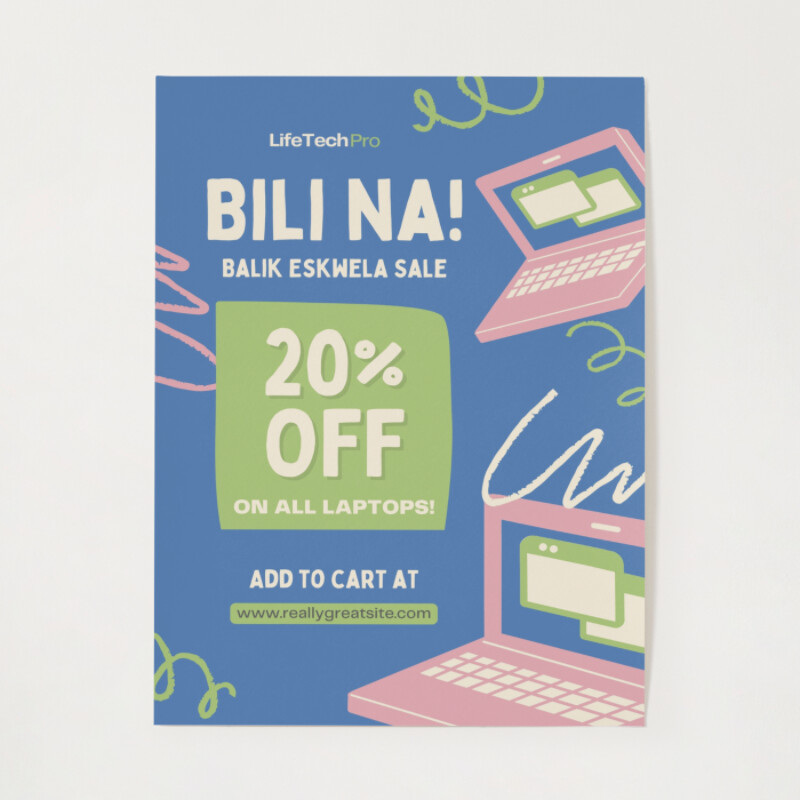 LifeTechPro
BILI NA!
BALIK ESKWELA SALE
20%
OFF
ON ALL LAPTOPS!
ADD TO CART AT
www.reallygreatsite.com